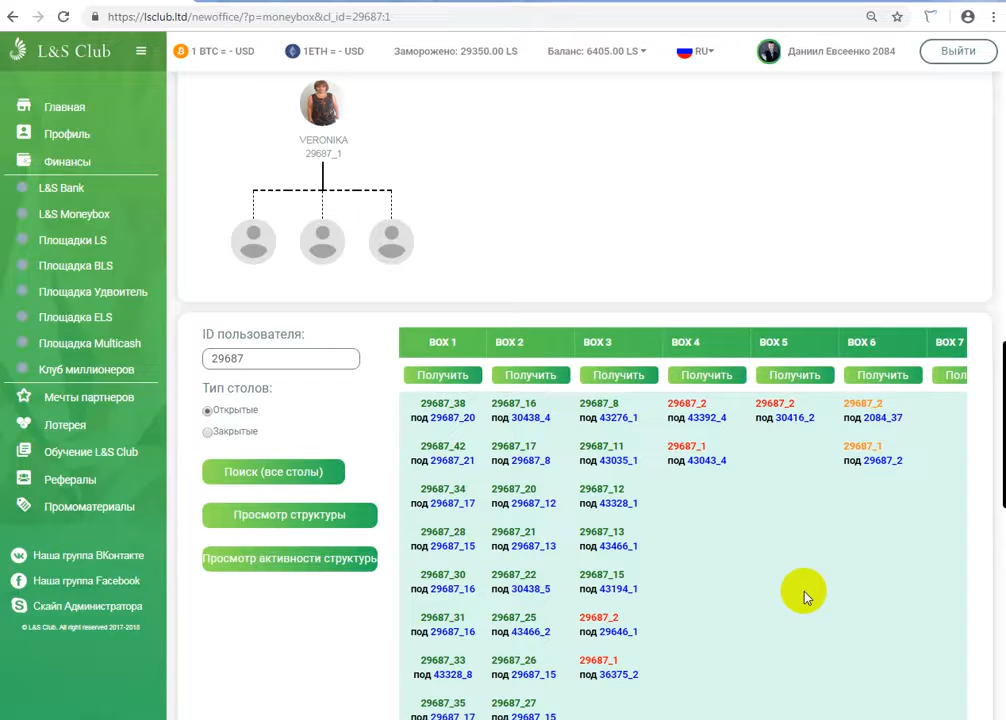 https://lsclub.ltd/newoffice/?p=moneybox&cl_id=29687:1
L&S Club
1 BTC = - USD
1ETH = - USD
Заморожено: 29350.00 LS
Баланс: 6405.00 LS
RU
Даниил Евсеенко 2084
Выйти
Главная
Профиль
Финансы
L&S Bank
L&S Moneybox
Площадки LS
Площадка BLS
Площадка Удвоитель
Площадка ELS
Площадка Multicash
Клуб миллионеров
Мечты партнеров
Лотерея
Обучение L&S Club
Рефералы
Промоматериалы
Наша группа ВКонтакте
Наша группа Facebook
Скайп Администратора
© L&S Club. All right reserved 2017-2018
VERONIKA
29687_1
ID пользователя:
29687
Тип столов:
Открытые
Закрытые
Поиск (все столы)
Просмотр структуры
Просмотр активности структуры
BOX 1 BOX 2 BOX 3 BOX 4 BOX 5 BOX 6 BOX 7
Получить Получить Получить Получить Получить Получить Пол
29687_38 29687_16 29687_8 29687_2 29687_2 29687_2
под 29687_20 под 30438_4 под 43276_1 под 43392_4 под 30416_2 под 2084_37
29687_42 29687_17 29687_11 29687_1 29687_1
под 29687_21 под 29687_8 под 43035_1 под 43043_4 под 29687_2
29687_34 29687_20 29687_12
под 29687_17 под 29687_12 под 43328_1
29687_28 29687_21 29687_13
под 29687_15 под 29687_13 под 43466_1
29687_30 29687_22 29687_15
под 29687_16 под 30438_5 под 43194_1
29687_31 29687_25 29687_2
под 29687_16 под 43466_2 под 29646_1
29687_33 29687_26 29687_1
под 43328_8 под 29687_15 под 36375_2
29687_35 29687_27
под 29687_17 под 29687_15